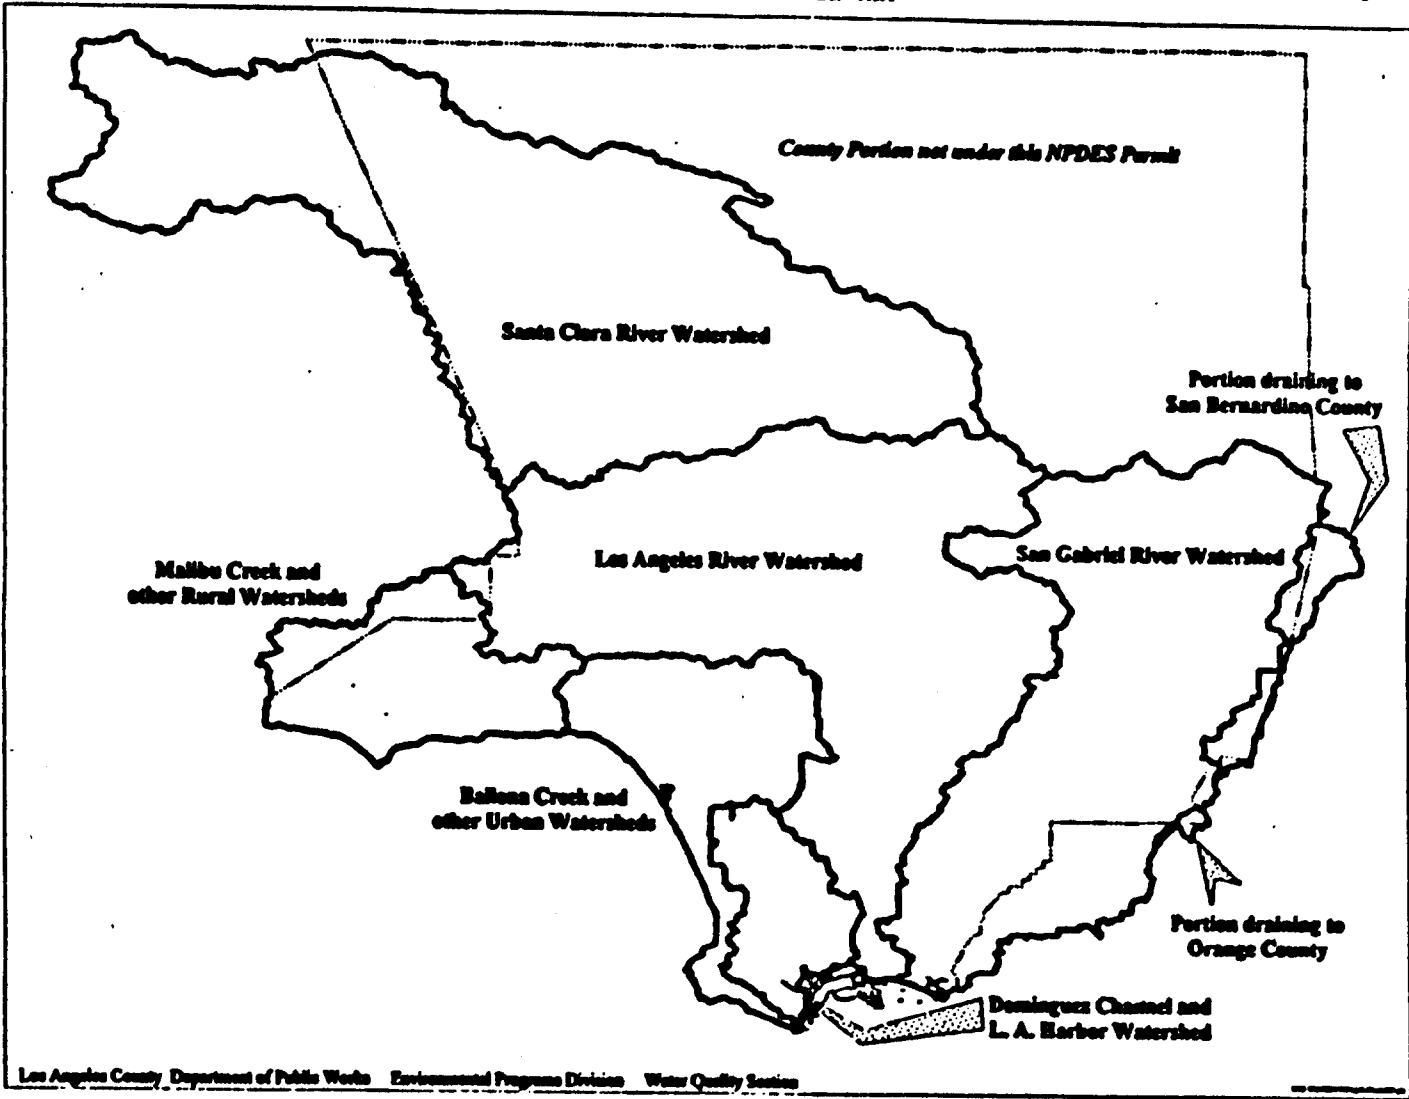 County Portion not under this NPDES Permit
Santa Clara River Watershed
Portion draining to
San Bernardino County
Los Angeles River Watershed
San Gabriel River Watershed
Malibu Creek and
other Rural Watersheds
Ballona Creek and
other Urban Watersheds
Portion draining to
Orange County
Dominguez Channel and
L. A. Harbor Watershed
Los Angeles County Department of Public Works Environmental Programs Division Water Quality Section